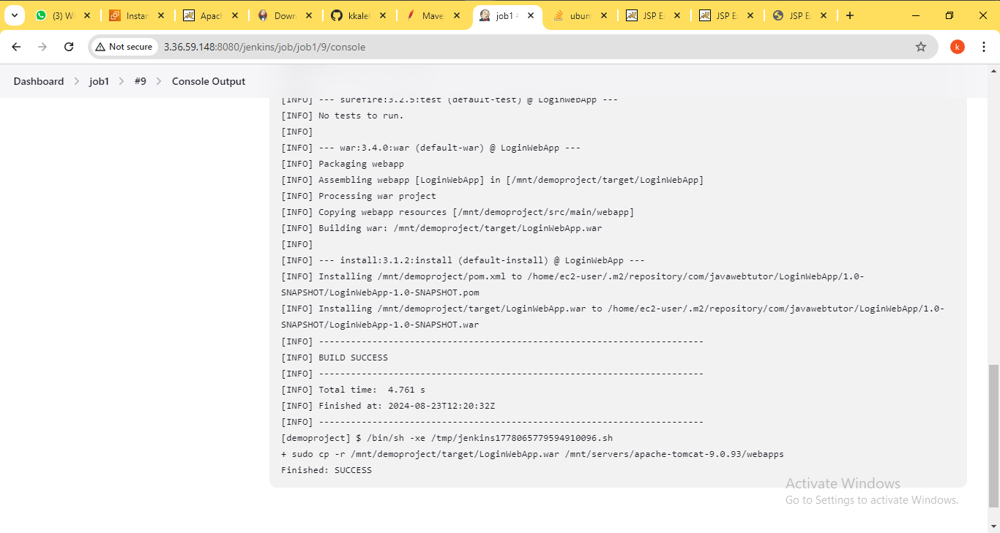 (3) W
Instar
Apac
Down
kkale
Mave
job1
ubun
JSP E
JSP E
JSP E
Not secure
3.36.59.148:8080/jenkins/job/job1/9/console
k
Dashboard > job1 > #9 > Console Output
[INFO] --- surefire:3.2.5:test (default-test) @ LoginWebApp ---
[INFO] No tests to run.
[INFO]
[INFO] --- war:3.4.0:war (default-war) @ LoginWebApp ---
[INFO] Packaging webapp
[INFO] Assembling webapp [LoginWebApp] in [/mnt/demoproject/target/LoginWebApp]
[INFO] Processing war project
[INFO] Copying webapp resources [/mnt/demoproject/src/main/webapp]
[INFO] Building war: /mnt/demoproject/target/LoginWebApp.war
[INFO]
[INFO] --- install:3.1.2:install (default-install) @ LoginWebApp ---
[INFO] Installing /mnt/demoproject/pom.xml to /home/ec2-user/.m2/repository/com/javawebtutor/LoginWebApp/1.0-
SNAPSHOT/LoginWebApp-1.0-SNAPSHOT.pom
[INFO] Installing /mnt/demoproject/target/LoginWebApp.war to /home/ec2-user/.m2/repository/com/javawebtutor/LoginWebApp/1.0-
SNAPSHOT/LoginWebApp-1.0-SNAPSHOT.war
[INFO] ------------------------------------------------------------------------
[INFO] BUILD SUCCESS
[INFO] ------------------------------------------------------------------------
[INFO] Total time:  4.761 s
[INFO] Finished at: 2024-08-23T12:20:32Z
[INFO] ------------------------------------------------------------------------
[demoproject] $ /bin/sh -xe /tmp/jenkins1778065779594910096.sh
+ sudo cp -r /mnt/demoproject/target/LoginWebApp.war /mnt/servers/apache-tomcat-9.0.93/webapps
Finished: SUCCESS
Activate Windows
Go to Settings to activate Windows.